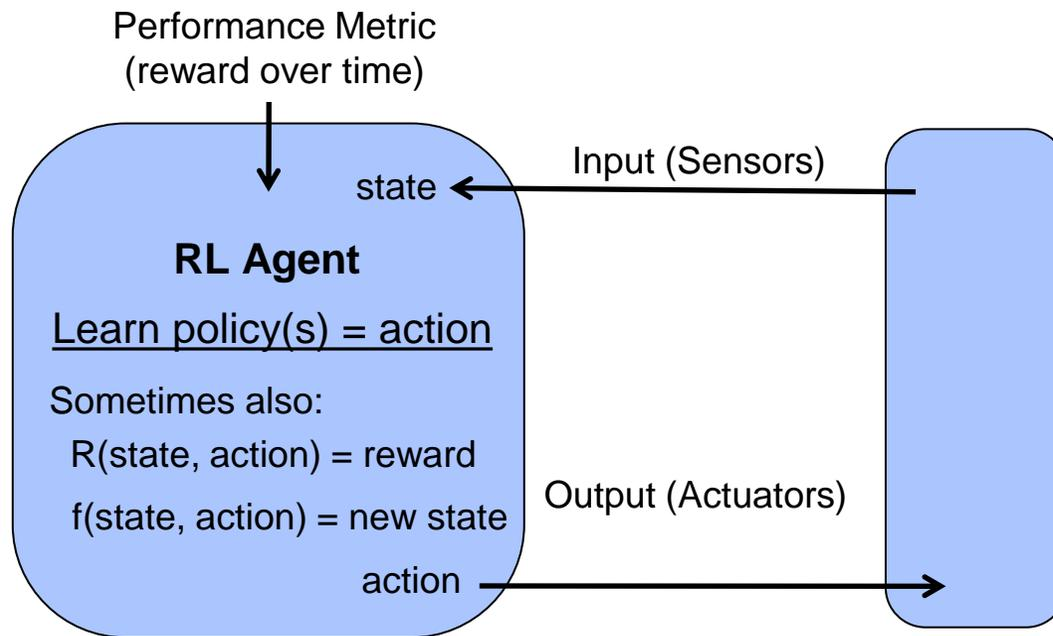 Performance Metric
(reward over time)
state
Input (Sensors)
RL Agent
Learn policy(s) = action
Sometimes also:
R(state, action) = reward
f(state, action) = new state
Output (Actuators)
action